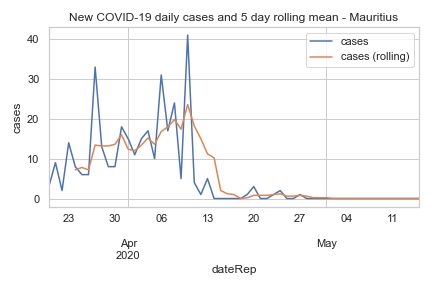 New COVID-19 daily cases and 5 day rolling mean - Mauritius
cases
cases (rolling)
cases
40
30
20
10
0
23 30 06 13 20 27 04 11
Apr May
2020
dateRep